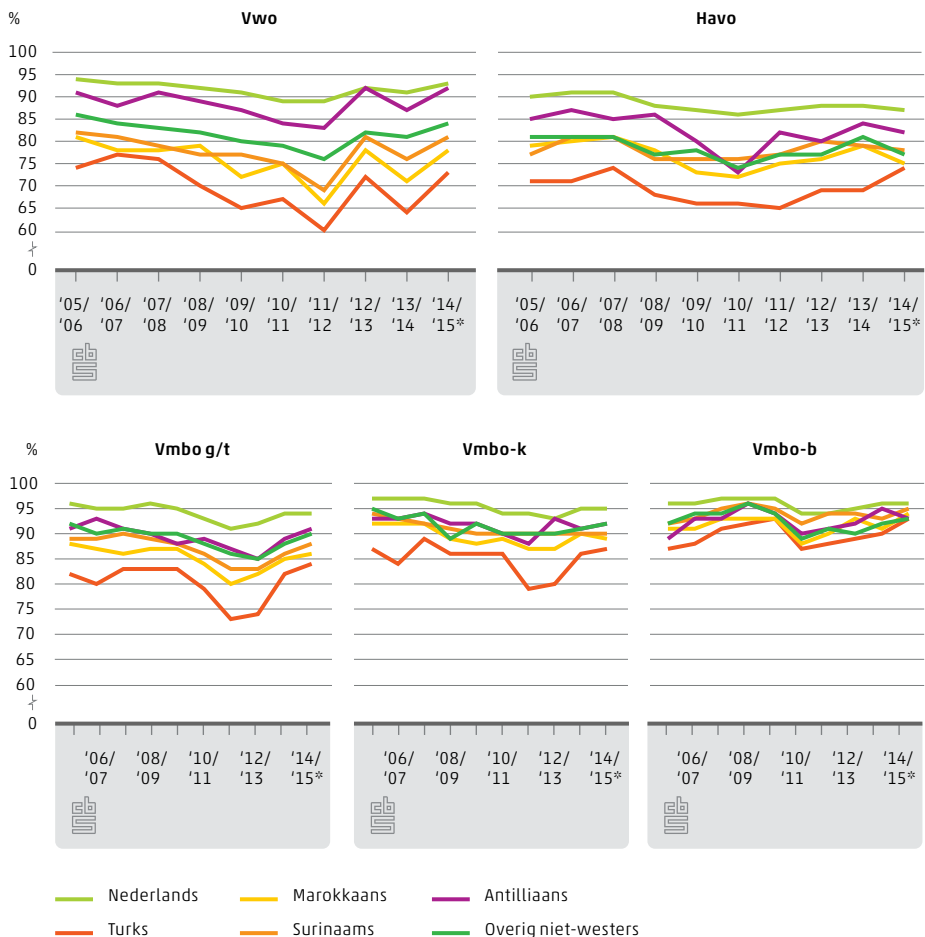 % Vwo Havo
100
95
90
85
80
75
70
65
60
0
‘05/ ‘06/ ‘07/ ‘08/ ‘09/ ‘10/ ‘11/ ‘12/ ‘13/ ‘14/ ‘05/ ‘06/ ‘07/ ‘08/ ‘09/ ‘10/ ‘11/ ‘12/ ‘13/ ‘14/
‘06 ‘07 ‘08 ‘09 ‘10 ‘11 ‘12 ‘13 ‘14 ‘15* ‘06 ‘07 ‘08 ‘09 ‘10 ‘11 ‘12 ‘13 ‘14 ‘15*
cbs cbs
% Vmbo g/t Vmbo-k Vmbo-b
100
95
90
85
80
75
70
65
60
0
‘06/ ‘08/ ‘10/ ‘12/ ‘14/ ‘06/ ‘08/ ‘10/ ‘12/ ‘14/ ‘06/ ‘08/ ‘10/ ‘12/ ‘14/
‘07 ‘09 ‘11 ‘13 ‘15* ‘07 ‘09 ‘11 ‘13 ‘15* ‘07 ‘09 ‘11 ‘13 ‘15*
cbs cbs cbs
Nederlands Marokkaans Antilliaans
Turks Surinaams Overig niet-westers